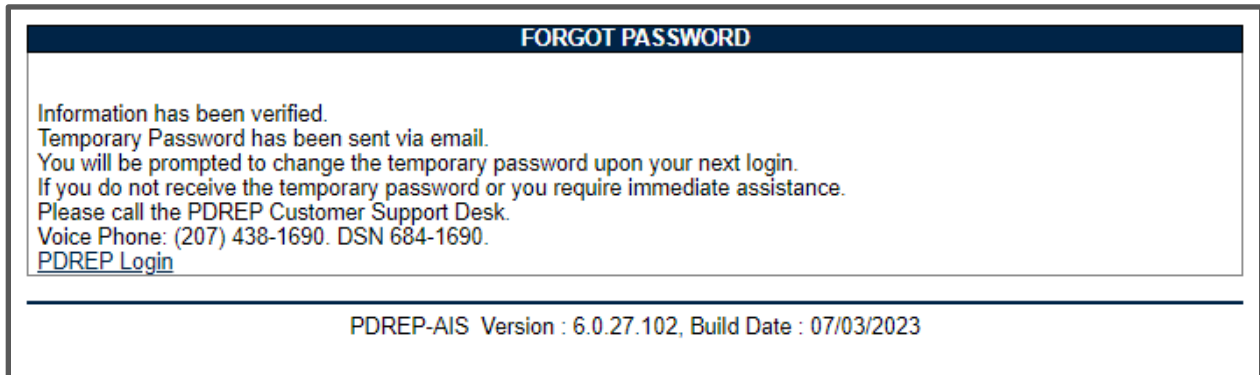 FORGOT PASSWORD
Information has been verified.
Temporary Password has been sent via email.
You will be prompted to change the temporary password upon your next login.
If you do not receive the temporary password or you require immediate assistance.
Please call the PDREP Customer Support Desk.
Voice Phone: (207) 438-1690. DSN 684-1690.
PDREP Login
PDREP-AIS Version : 6.0.27.102, Build Date : 07/03/2023